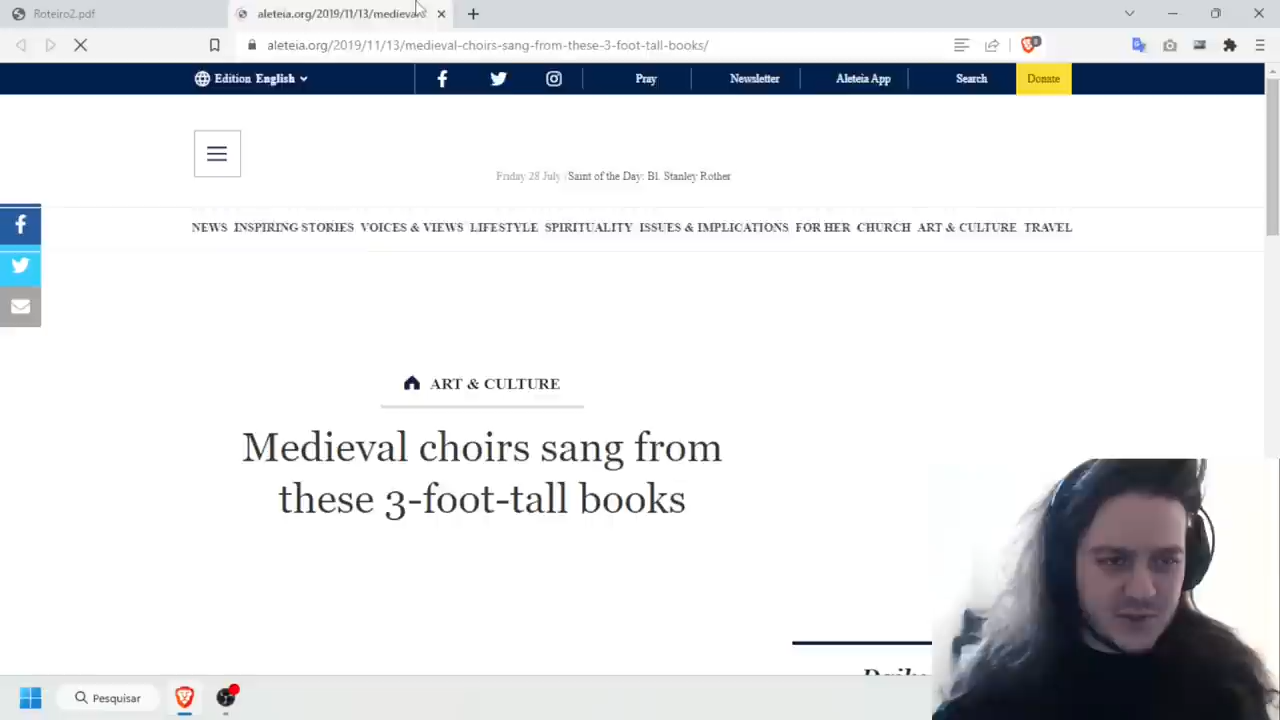 Roteiro2.pdf
aleteia.org/2019/11/13/medieval
aleteia.org/2019/11/13/medieval-choirs-sang-from-these-3-foot-tall-books/
Edition English
Pray
Newsletter
Aleteia App
Search
Donate
Friday 28 July | Saint of the Day: Bl. Stanley Rother
NEWS INSPIRING STORIES VOICES & VIEWS LIFESTYLE SPIRITUALITY ISSUES & IMPLICATIONS FOR HER CHURCH ART & CULTURE TRAVEL
ART & CULTURE
Medieval choirs sang from
these 3-foot-tall books
Pesquisar